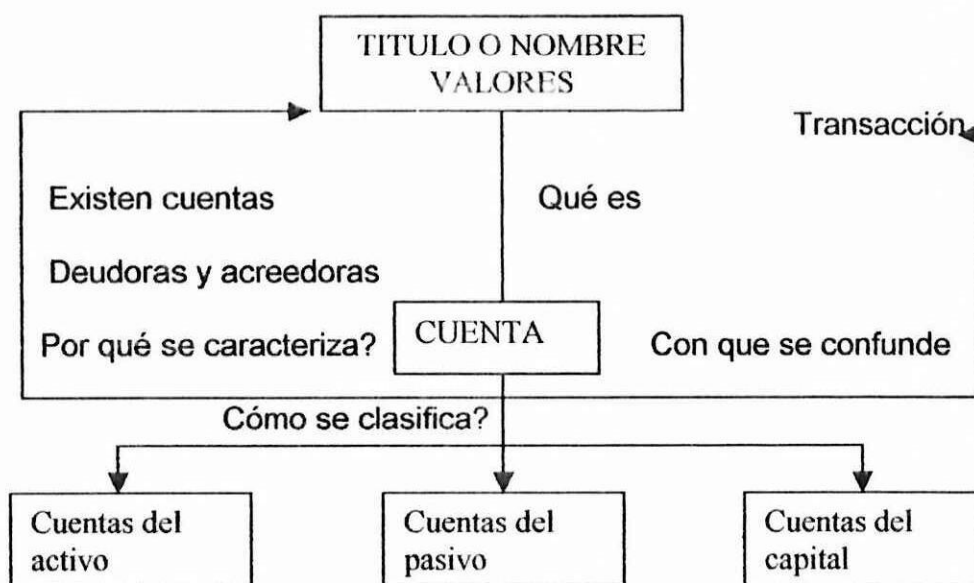 TITULO O NOMBRE
VALORES
Transacción
Existen cuentas
Qué es
Deudoras y acreedoras
Por qué se caracteriza?
CUENTA
Con que se confunde
Cómo se clasifica?
Cuentas del
activo
Cuentas del
pasivo
Cuentas del
capital